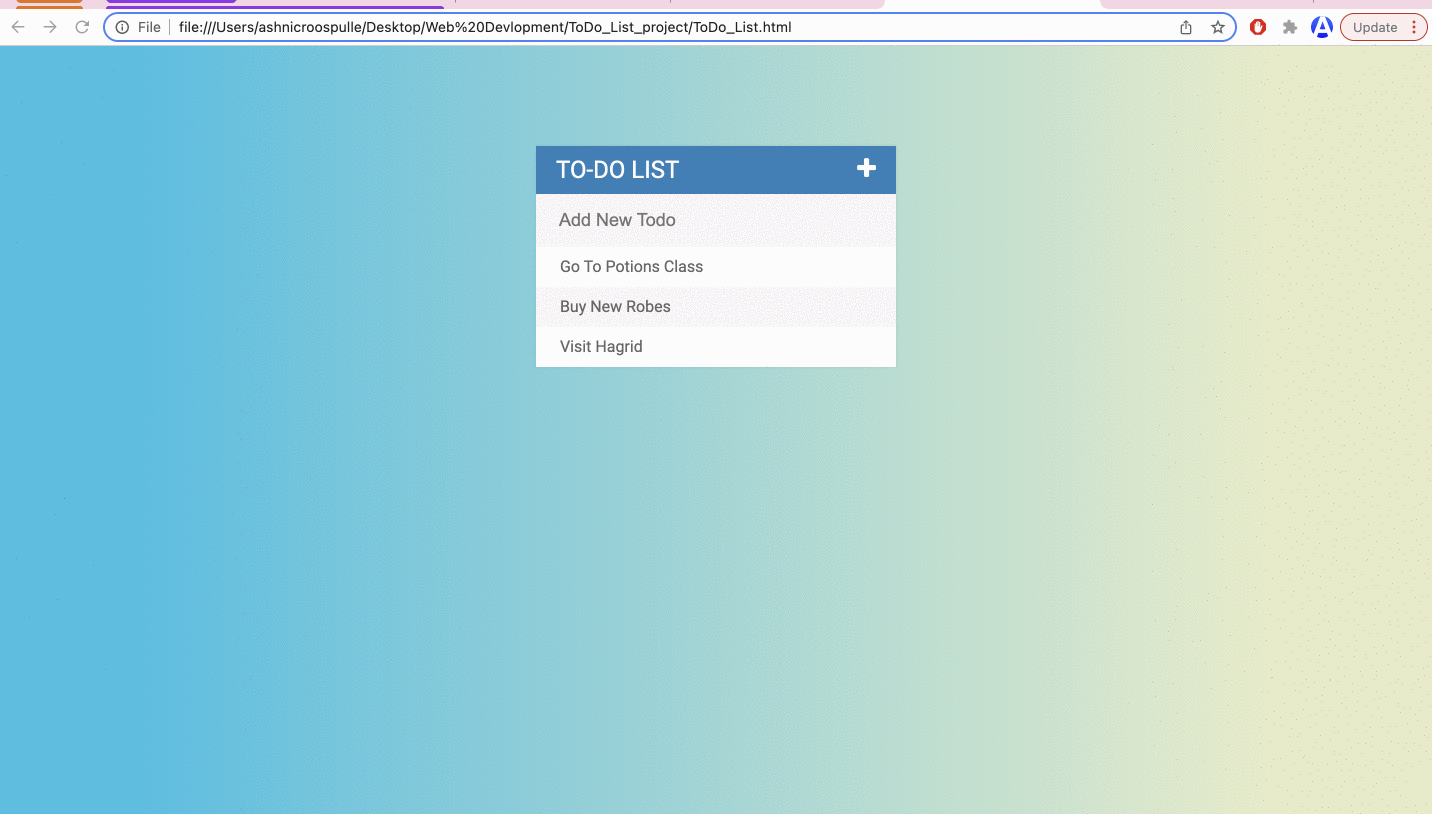 File file:///Users/ashnicroospulle/Desktop/Web%20Devlopment/ToDo_List_project/ToDo_List.html Update
TO-DO LIST
Add New Todo
Go To Potions Class
Buy New Robes
Visit Hagrid